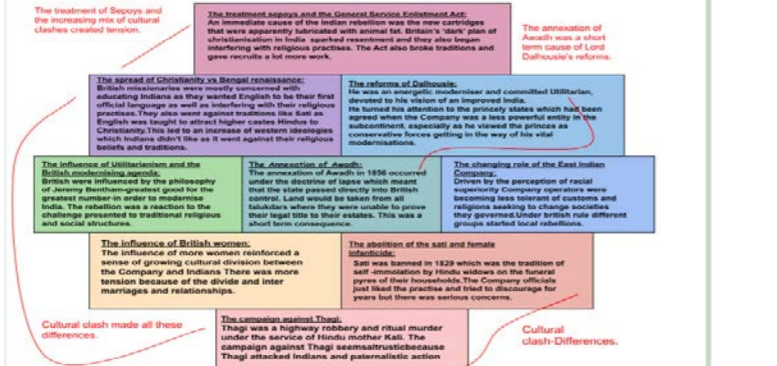 The treatment of Sepoys and
the increasing mix of cultural
clashes created tension.
The treatment sepoys and the General Service Enlistment Act:
An immediate cause of the Indian rebellion was the new cartridges
that were apparently lubricated with animal fat. Britain's 'dark' plan of
christianisation in India sparked resentment and they also began
interfering with religious practises. The Act also broke traditions and
gave recruits a lot more work.
The annexation of
Awadh was a short
term cause of Lord
Dalhousie's reforms.
The spread of Christianity vs Bengal renaissance:
British missionaries were mostly concerned with
educating Indians as they wanted English to be their first
official language as well as interfering with their religious
practises.They also went against traditions like Sati as
English was taught to attract higher castes Hindus to
Christianity.This led to an increase of western ideologies
which Indians didn't like as it went against their religious
beliefs and traditions.
The reforms of Dalhousie:
He was an energetic moderniser and committed Utilitarian,
devoted to his vision of an improved India.
He turned his attention to the princely states which had been
agreed when the Company was a less powerful entity in the
subcontinent, especially as he viewed the princes as
conservative forces getting in the way of his vital
modernisations.
The influence of Utilitarianism and the
British modernising agenda:
British were influenced by the philosophy
of Jeremy Bentham-greatest good for the
greatest number-in order to modernise
India. The rebellion was a reaction to the
challenge presented to traditional religious
and social structures.
The Annexation of Awadh:
The annexation of Awadh in 1856 occurred
under the doctrine of lapse which meant
that the state passed directly into British
control. Land would be taken from all
talukdars where they were unable to prove
their legal title to their estates. This was a
short term consequence.
The changing role of the East Indian
Company:
Driven by the perception of racial
superiority Company operators were
becoming less tolerant of customs and
religions seeking to change societies
they governed.Under british rule different
groups started local rebellions.
The influence of British women:
The influence of more women reinforced a
sense of growing cultural division between
the Company and Indians There was more
tension because of the divide and inter
marriages and relationships.
The abolition of the sati and female
infanticide:
Sati was banned in 1829 which was the tradition of
self -immolation by Hindu widows on the funeral
pyres of their households.The Company officials
just liked the practise and tried to discourage for
years but there was serious concerns.
Cultural clash made all these
differences.
The campaign against Thagi:
Thagi was a highway robbery and ritual murder
under the service of Hindu mother Kali. The
campaign against Thagi seemsaltrusticbecause
Thagi attacked Indians and paternalistic action
Cultural
clash-Differences.